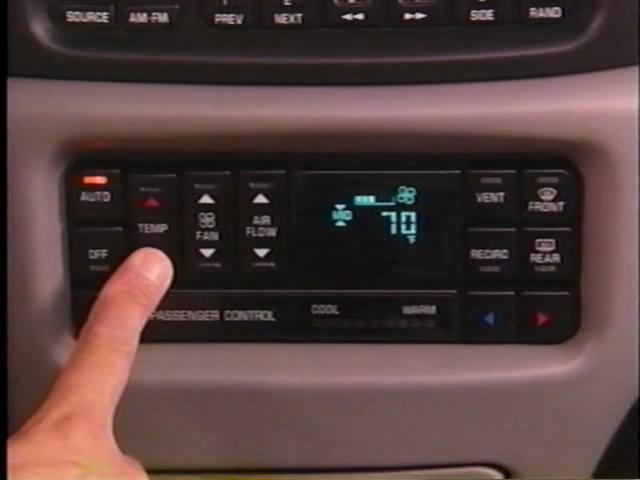 SOURCE AM-FM PREV NEXT SIDE RAND
AUTO TEMP FAN AIR FLOW VENT FRONT
MID 70 °F
OFF RECIRC REAR
PASSENGER CONTROL COOL WARM